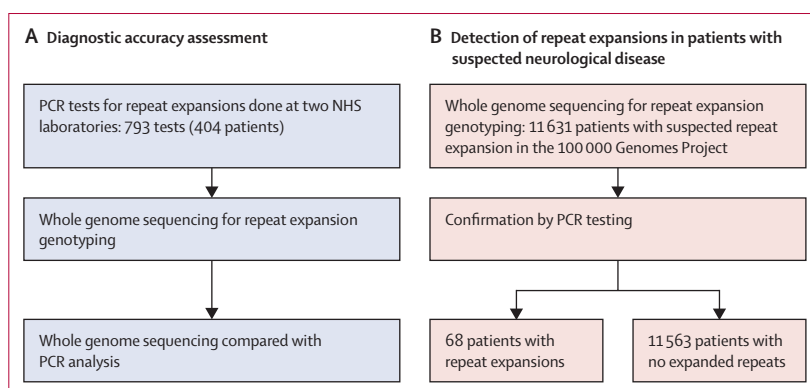 A Diagnostic accuracy assessment
PCR tests for repeat expansions done at two NHS
laboratories: 793 tests (404 patients)
Whole genome sequencing for repeat expansion
genotyping
Whole genome sequencing compared with
PCR analysis
B Detection of repeat expansions in patients with
suspected neurological disease
Whole genome sequencing for repeat expansion
genotyping: 11 631 patients with suspected repeat
expansion in the 100 000 Genomes Project
Confirmation by PCR testing
68 patients with
repeat expansions
11 563 patients with
no expanded repeats